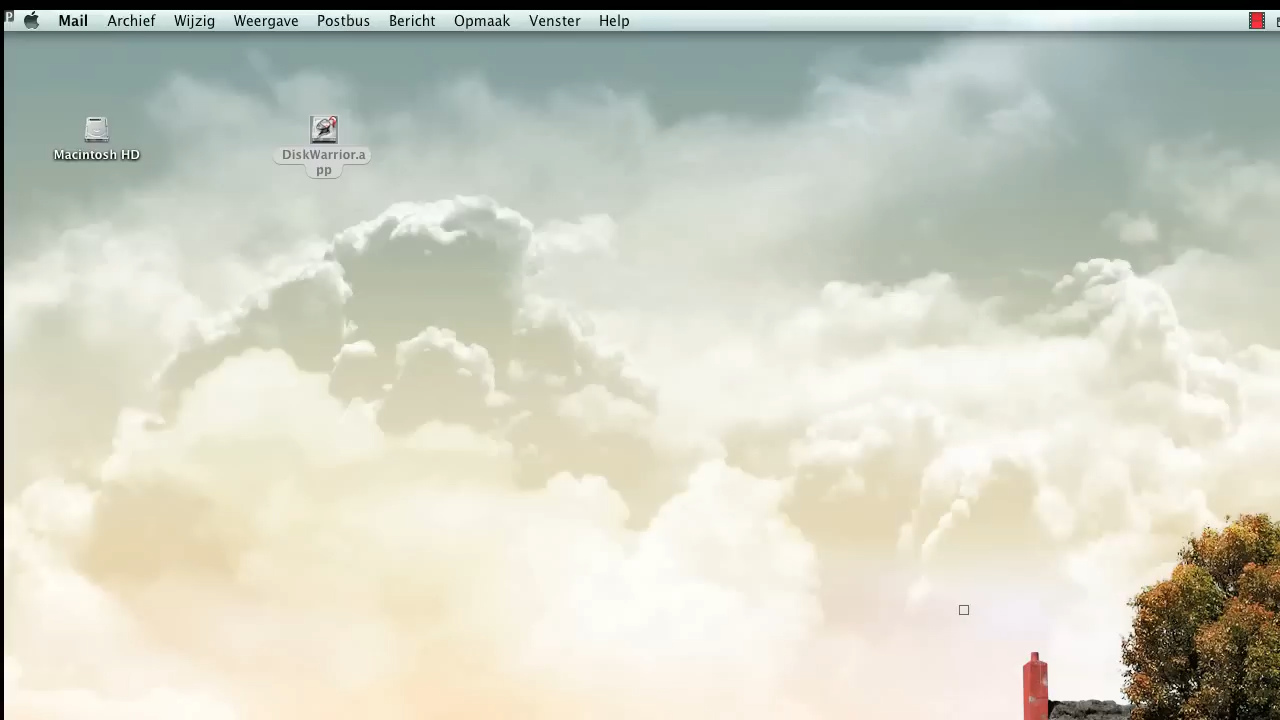 Mail Archief Wijzig Weergave Postbus Bericht Opmaak Venster Help
Macintosh HD
DiskWarrior.a
pp